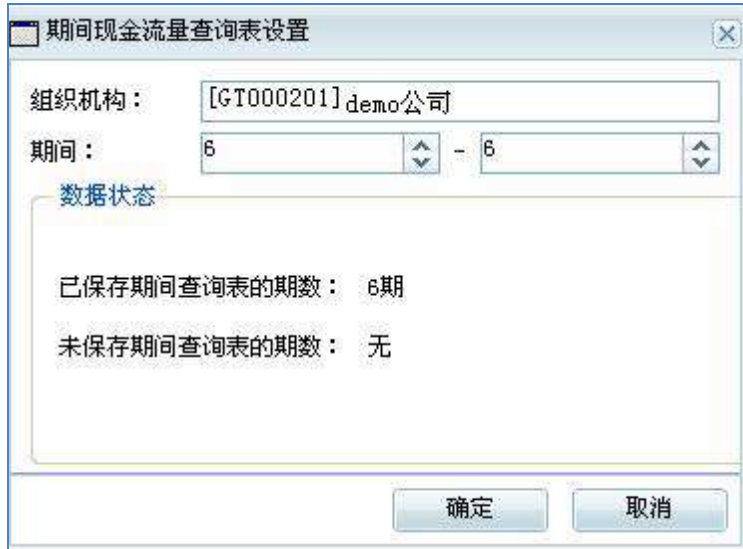 期间现金流量查询表设置
组织机构： [GT000201]demo公司
期间： 6 - 6
数据状态
已保存期间查询表的期数： 6期
未保存期间查询表的期数： 无
确定 取消